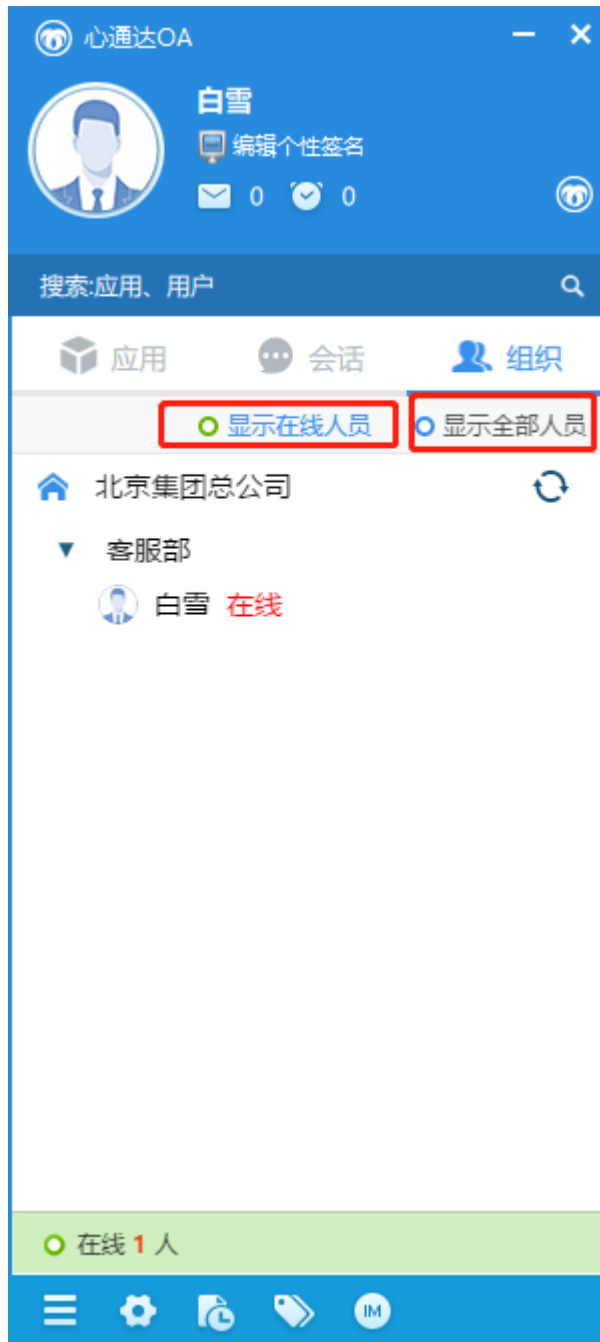 心通达OA
白雪
编辑个性签名
0 0
搜索:应用、用户
应用 会话 组织
显示在线人员 显示全部人员
北京集团总公司
客服部
白雪 在线
在线 1 人
IM